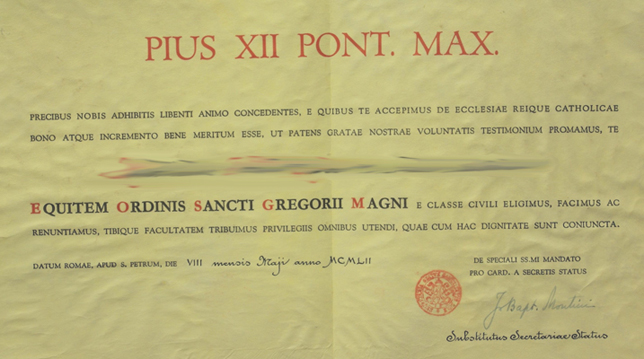 PIUS XII PONT. MAX.
PRECIBUS NOBIS ADHIBITIS LIBENTI ANIMO CONCEDENTES, E QUIBUS TE ACCEPIMUS DE ECCLESIAE REIQUE CATHOLICAE
BONO ATQUE INCREMENTO BENE MERITUM ESSE, UT PATENS GRATAE NOSTRAE VOLUNTATIS TESTIMONIUM PROMAMUS, TE
EQUITEM ORDINIS SANCTI GREGORII MAGNI E CLASSE CIVILI ELIGIMUS, FACIMUS AC
RENUNTIAMUS, TIBIQUE FACULTATEM TRIBUIMUS PRIVILEGIIS OMNIBUS UTENDI, QUAE CUM HAC DIGNITATE SUNT CONIUNCTA.
DATUM ROMAE, APUD S. PETRUM, DIE VIII mensis Maji anno MCMLII
DE SPECIALI SS.MI MANDATO
PRO CARD. A SECRETIS STATUS
J. Bapt. Montini
Substitutus Secretariae Status